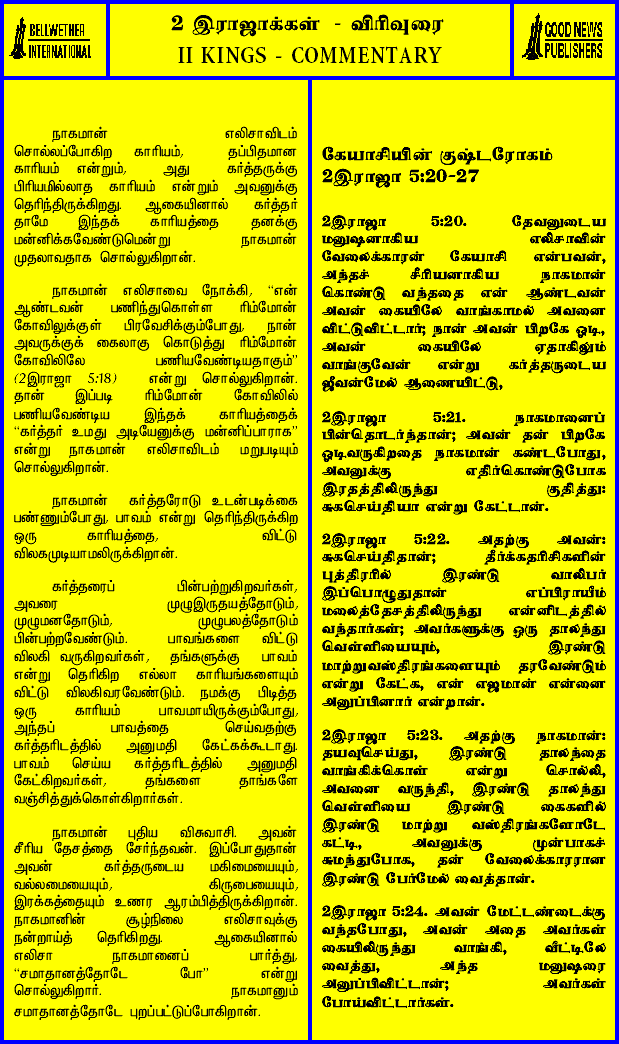 BELLWETHER
INTERNATIONAL
2 இராஜாக்கள் - விரிவுரை
II KINGS - COMMENTARY
GOOD NEWS
PUBLISHERS
நாகமான் எலிசாவிடம்
சொல்லப்போகிற காரியம், தப்பிதமான
காரியம் என்றும், அது கர்த்தருக்கு
பிரியமில்லாத காரியம் என்றும் அவனுக்கு
தெரிந்திருக்கிறது. ஆகையினால் கர்த்தர்
தாமே இந்தக் காரியத்தை தனக்கு
மன்னிக்கவேண்டுமென்று நாகமான்
முதலாவதாக சொல்லுகிறான்.
நாகமான் எலிசாவை நோக்கி, “என்
ஆண்டவன் பணிந்துகொள்ள ரிம்மோன்
கோவிலுக்குள் பிரவேசிக்கும்போது, நான்
அவருக்குக் கைலாகு கொடுத்து ரிம்மோன்
கோவிலிலே பணியவேண்டியதாகும்”
(2இராஜா 5:18) என்று சொல்லுகிறான்.
தான் இப்படி ரிம்மோன் கோவிலில்
பணியவேண்டிய இந்தக் காரியத்தைக்
“கர்த்தர் உமது அடியேனுக்கு மன்னிப்பாராக”
என்று நாகமான் எலிசாவிடம் மறுபடியும்
சொல்லுகிறான்.
நாகமான் கர்த்தரோடு உடன்படிக்கை
பண்ணும்போது, பாவம் என்று தெரிந்திருக்கிற
ஒரு காரியத்தை, விட்டு
விலகமுடியாமலிருக்கிறான்.
கர்த்தரைப் பின்பற்றுகிறவர்கள்,
அவரை முழுஇருதயத்தோடும்,
முழுமனதோடும், முழுபலத்தோடும்
பின்பற்றவேண்டும். பாவங்களை விட்டு
விலகி வருகிறவர்கள், தங்களுக்கு பாவம்
என்று தெரிகிற எல்லா காரியங்களையும்
விட்டு விலகிவரவேண்டும். நமக்கு பிடித்த
ஒரு காரியம் பாவமாயிருக்கும்போது,
அந்தப் பாவத்தை செய்வதற்கு
கர்த்தரிடத்தில் அனுமதி கேட்கக்கூடாது.
பாவம் செய்ய கர்த்தரிடத்தில் அனுமதி
கேட்கிறவர்கள், தங்களை தாங்களே
வஞ்சித்துக்கொள்கிறார்கள்.
நாகமான் புதிய விசுவாசி. அவன்
சீரிய தேசத்தை சேர்ந்தவன். இப்போதுதான்
அவன் கர்த்தருடைய மகிமையையும்,
வல்லமையையும், கிருபையையும்,
இரக்கத்தையும் உணர ஆரம்பித்திருக்கிறான்.
நாகமானின் சூழ்நிலை எலிசாவுக்கு
நன்றாய்த் தெரிகிறது. ஆகையினால்
எலிசா நாகமானைப் பார்த்து,
“சமாதானத்தோடே போ” என்று
சொல்லுகிறார். நாகமானும்
சமாதானத்தோடே புறப்பட்டுப்போகிறான்.
கேயாசியின் குஷ்டரோகம்
2இராஜா 5:20-27
2இராஜா 5:20. தேவனுடைய
மனுஷனாகிய எலிசாவின்
வேலைக்காரன் கேயாசி என்பவன்,
அந்தச் சீரியனாகிய நாகமான்
கொண்டு வந்ததை என் ஆண்டவன்
அவன் கையிலே வாங்காமல் அவனை
விட்டுவிட்டார்; நான் அவன் பிறகே ஓடி,
அவன் கையிலே ஏதாகிலும்
வாங்குவேன் என்று கர்த்தருடைய
ஜீவன்மேல் ஆணையிட்டு,
2இராஜா 5:21. நாகமானைப்
பின்தொடர்ந்தான்; அவன் தன் பிறகே
ஓடிவருகிறதை நாகமான் கண்டபோது,
அவனுக்கு எதிர்கொண்டுபோக
இரதத்திலிருந்து குதித்து:
சுகசெய்தியா என்று கேட்டான்.
2இராஜா 5:22. அதற்கு அவன்:
சுகசெய்திதான்; தீர்க்கதரிசிகளின்
புத்திரரில் இரண்டு வாலிபர்
இப்பொழுதுதான் எப்பிராயீம்
மலைத்தேசத்திலிருந்து என்னிடத்தில்
வந்தார்கள்; அவர்களுக்கு ஒரு தாலந்து
வெள்ளியையும், இரண்டு
மாற்றுவஸ்திரங்களையும் தரவேண்டும்
என்று கேட்க, என் எஜமான் என்னை
அனுப்பினார் என்றான்.
2இராஜா 5:23. அதற்கு நாகமான்:
தயவுசெய்து, இரண்டு தாலந்தை
வாங்கிக்கொள் என்று சொல்லி,
அவனை வருந்தி, இரண்டு தாலந்து
வெள்ளியை இரண்டு கைகளில்
இரண்டு மாற்று வஸ்திரங்களோடே
கட்டி, அவனுக்கு முன்பாகச்
சுமந்துபோக, தன் வேலைக்காரரான
இரண்டு பேர்மேல் வைத்தான்.
2இராஜா 5:24. அவன் மேட்டண்டைக்கு
வந்தபோது, அவன் அதை அவர்கள்
கையிலிருந்து வாங்கி, வீட்டிலே
வைத்து, அந்த மனுஷரை
அனுப்பிவிட்டான்; அவர்கள்
போய்விட்டார்கள்.